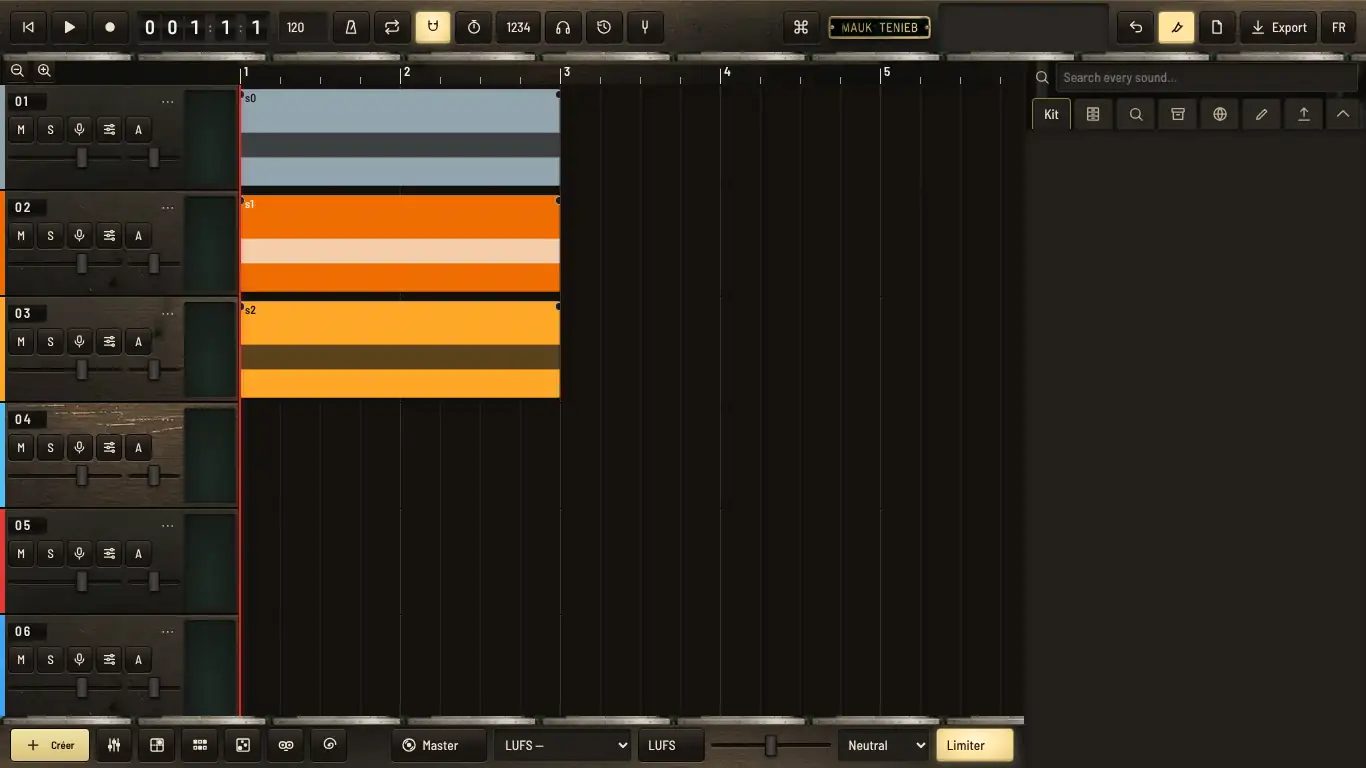 0 0 1 : 1 : 1
120
1234
MAUK TENIEB
Export
FR
1
2
3
4
5
Search every sound...
Kit
01
M S A
s0
02
M S A
s1
03
M S A
s2
04
M S A
05
M S A
06
M S A
+ Créer
Master
LUFS —
LUFS
Neutral
Limiter